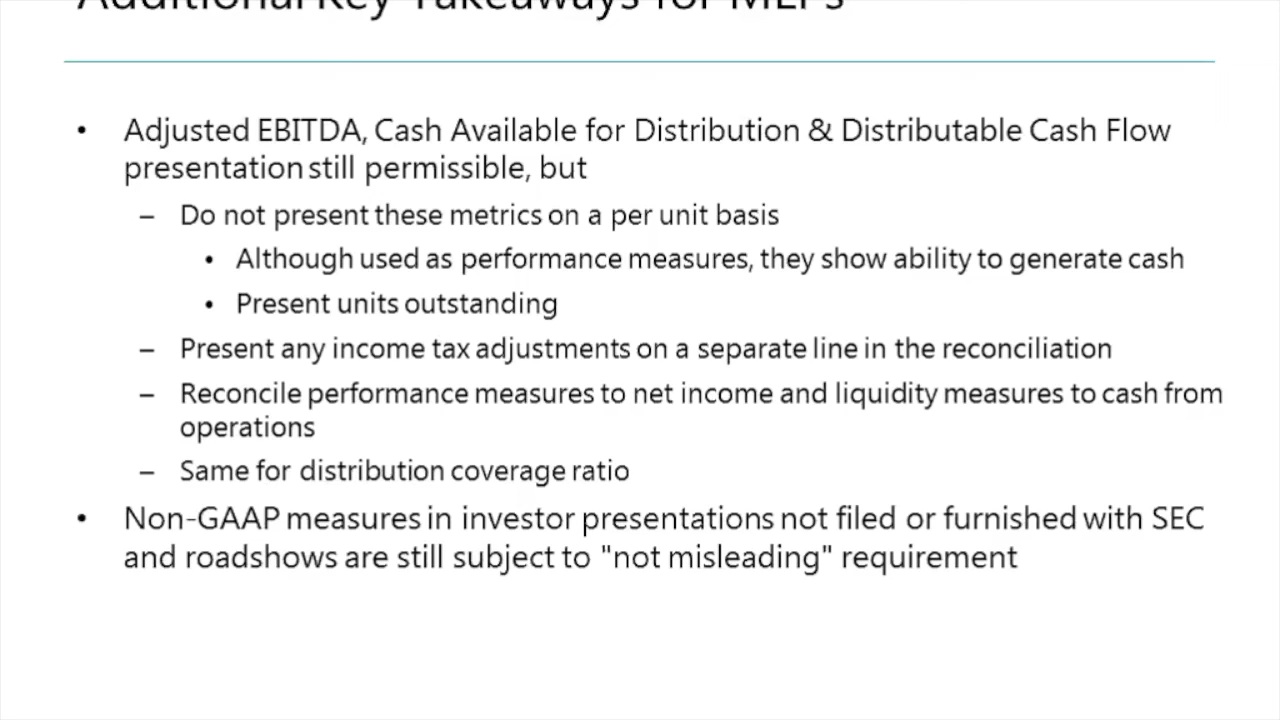 Additional Key Takeaways for MLPs
• Adjusted EBITDA, Cash Available for Distribution & Distributable Cash Flow
presentation still permissible, but
– Do not present these metrics on a per unit basis
• Although used as performance measures, they show ability to generate cash
• Present units outstanding
– Present any income tax adjustments on a separate line in the reconciliation
– Reconcile performance measures to net income and liquidity measures to cash from
operations
– Same for distribution coverage ratio
• Non-GAAP measures in investor presentations not filed or furnished with SEC
and roadshows are still subject to "not misleading" requirement